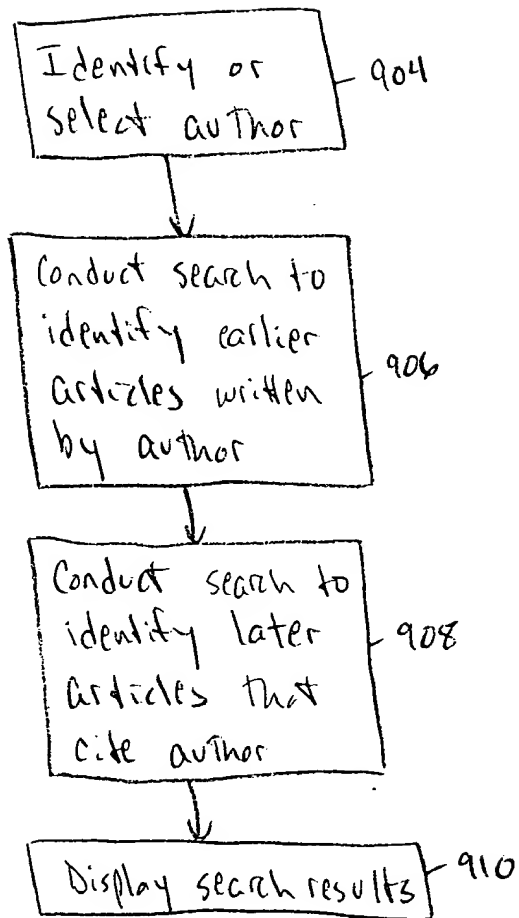 Identify or
select author
904
Conduct search to
identify earlier
articles written
by author
906
Conduct search to
identify later
articles that
cite author
908
Display search results
910